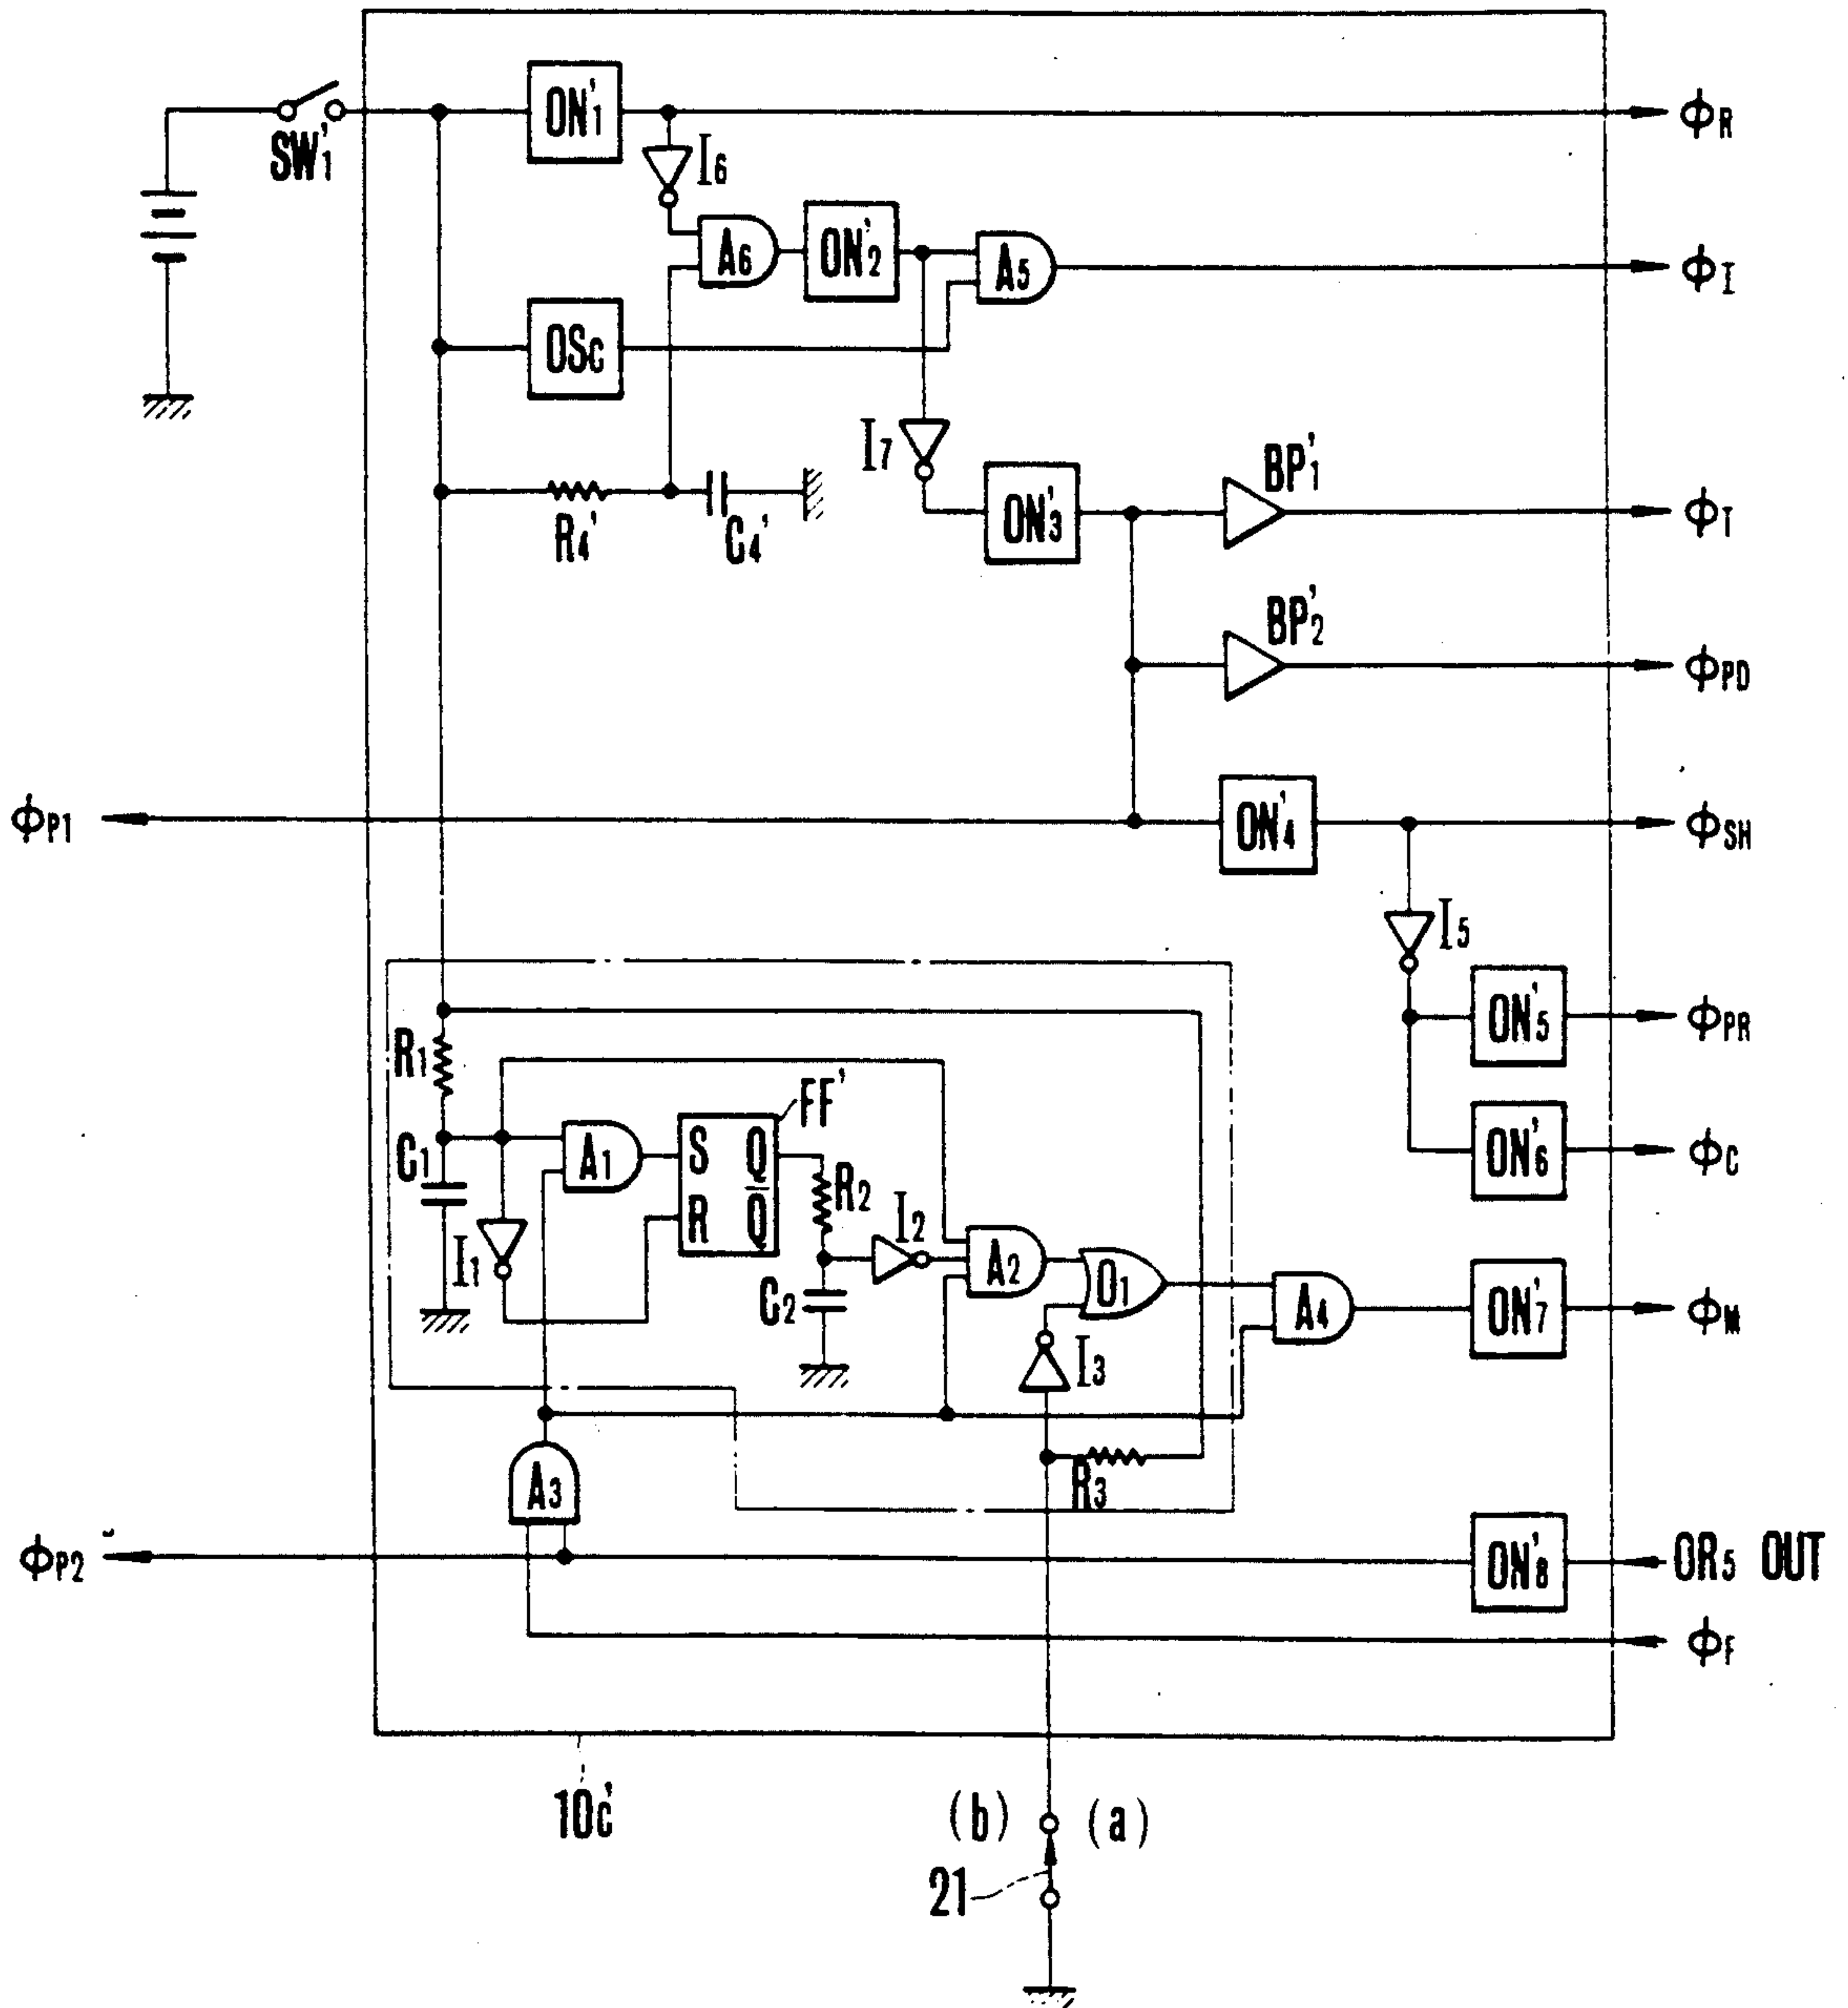 ON'1
ΦR
SW'1
I6
A6
ON'2
A5
ΦI
OSC
I7
BP'1
R4'
C4'
ON'3
ΦT
BP'2
ΦPD
ΦP1
ON'4
ΦSH
I5
ON'5
ΦPR
R1
FF'
C1
A1
S Q
R Q̅
R2
ON'6
ΦC
I1
I2
C2
A2
O1
A4
ON'7
ΦM
I3
A3
R3
ΦP2
ON'8
OR5 OUT
ΦF
10c'
(b) (a)
21